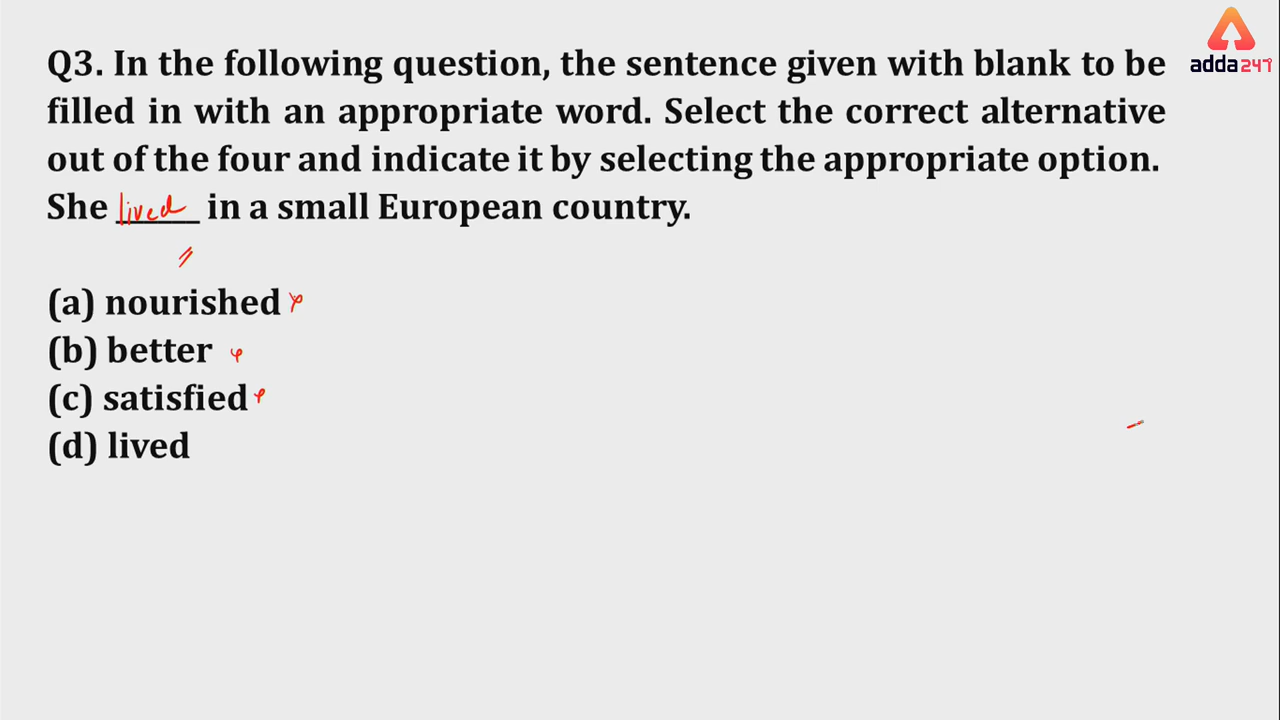 adda247
Q3. In the following question, the sentence given with blank to be
filled in with an appropriate word. Select the correct alternative
out of the four and indicate it by selecting the appropriate option.
She lived in a small European country.
(a) nourished
(b) better
(c) satisfied
(d) lived